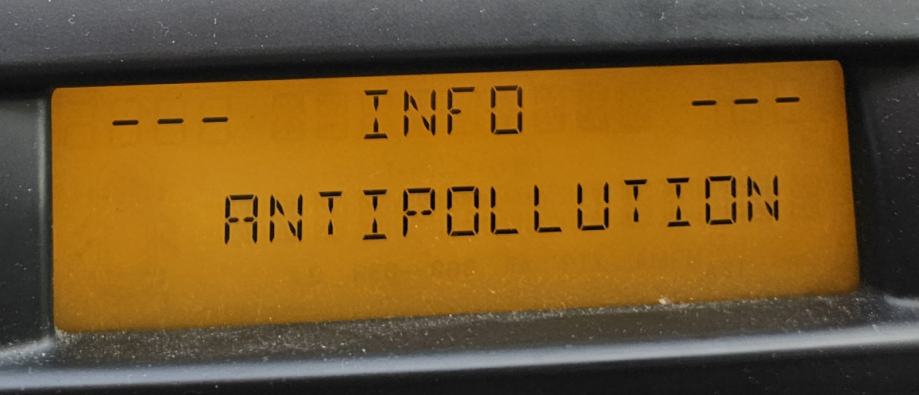 --- INFO ---
ANTIPOLLUTION